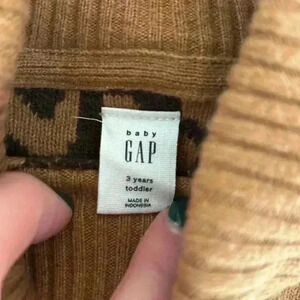 baby
GAP
3 years
toddler
MADE IN
INDONESIA